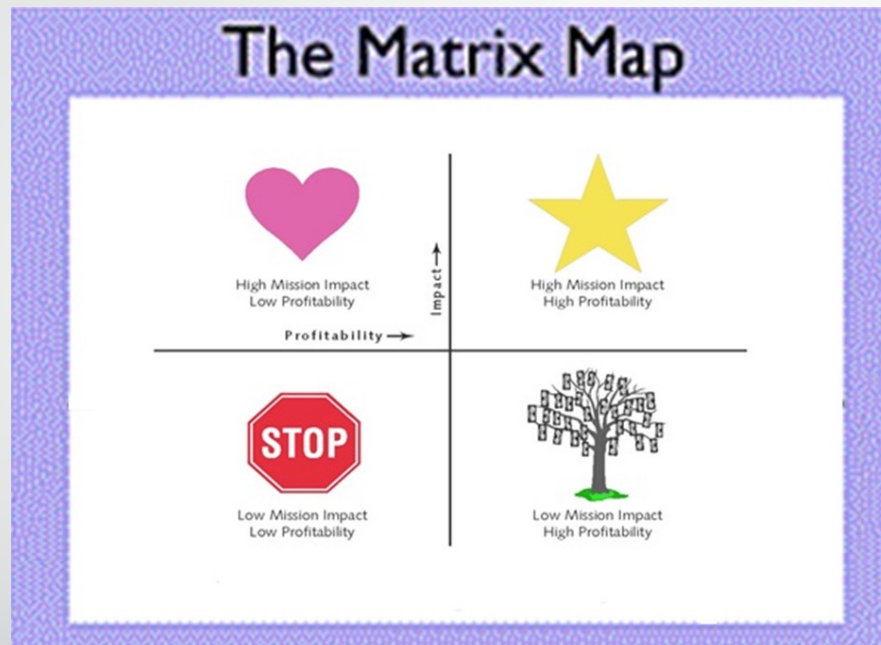 The Matrix Map
High Mission Impact
Low Profitability
Impact
High Mission Impact
High Profitability
Profitability
STOP
Low Mission Impact
Low Profitability
Low Mission Impact
High Profitability